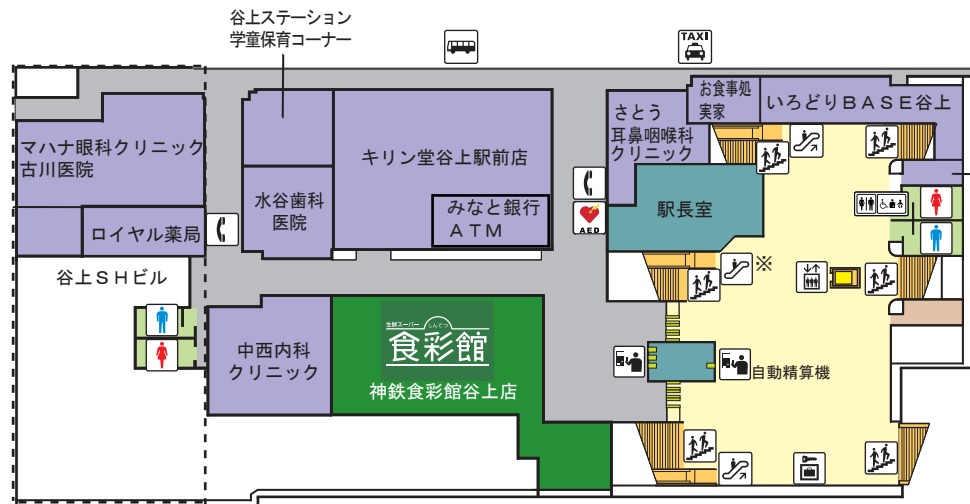 谷上ステーション
学童保育コーナー
TAXI
お食事処
実家
いろどりBASE谷上
さとう
耳鼻咽喉科
クリニック
マハナ眼科クリニック
古川医院
キリン堂谷上駅前店
水谷歯科
医院
みなと銀行
ATM
駅長室
AED
ロイヤル薬局
谷上SHビル
※
中西内科
クリニック
生鮮スーパー
しんてつ
食彩館
神鉄食彩館谷上店
自動精算機